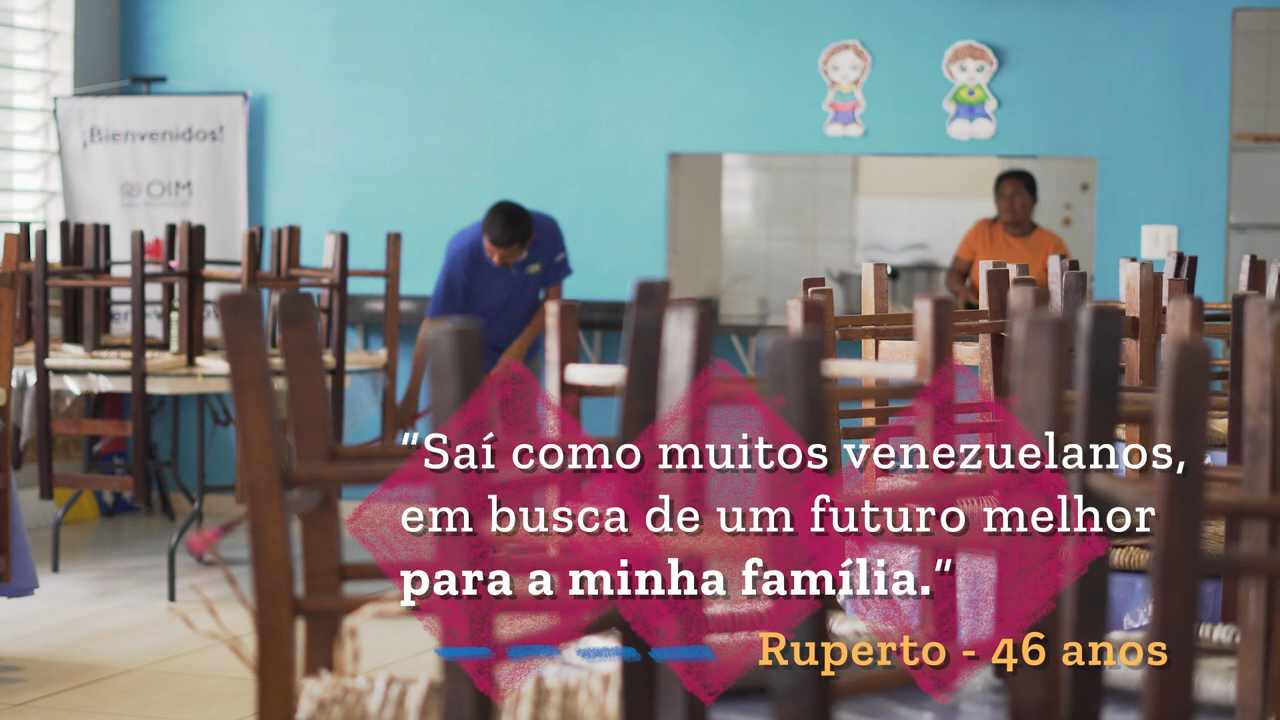 ¡Bienvenidos!
OIM
"Saí como muitos venezuelanos,
em busca de um futuro melhor
para a minha família."
Ruperto - 46 anos